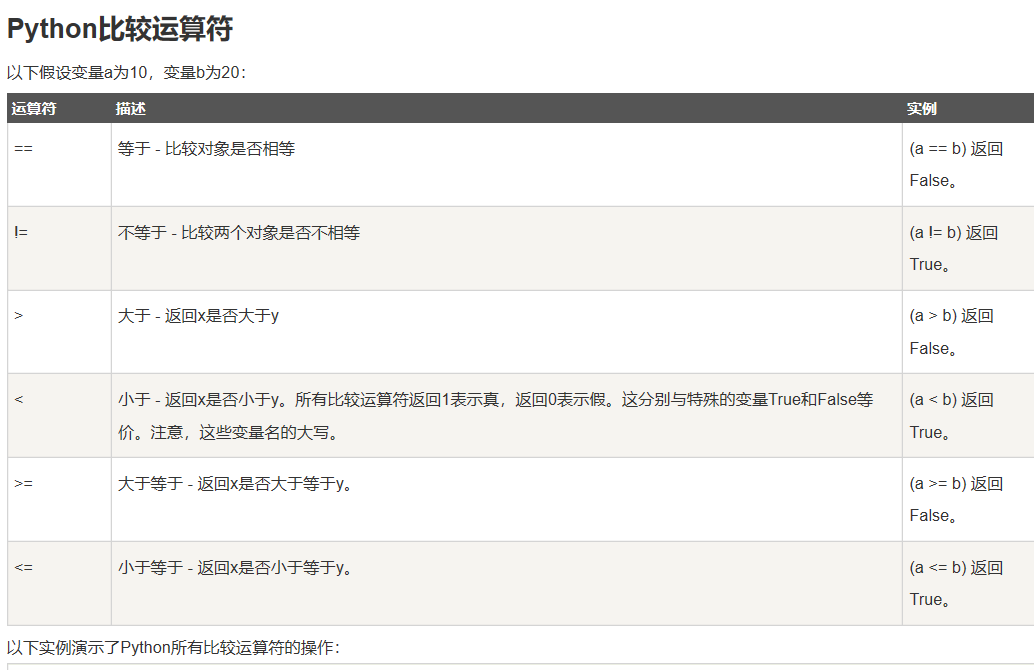 Python比较运算符
以下假设变量a为10，变量b为20：
运算符 描述 实例
== 等于 - 比较对象是否相等 (a == b) 返回
False。
!= 不等于 - 比较两个对象是否不相等 (a != b) 返回
True。
> 大于 - 返回x是否大于y (a > b) 返回
False。
< 小于 - 返回x是否小于y。所有比较运算符返回1表示真，返回0表示假。这分别与特殊的变量True和False等 (a < b) 返回
价。注意，这些变量名的大写。 True。
>= 大于等于 - 返回x是否大于等于y。 (a >= b) 返回
False。
<= 小于等于 - 返回x是否小于等于y。 (a <= b) 返回
True。
以下实例演示了Python所有比较运算符的操作：